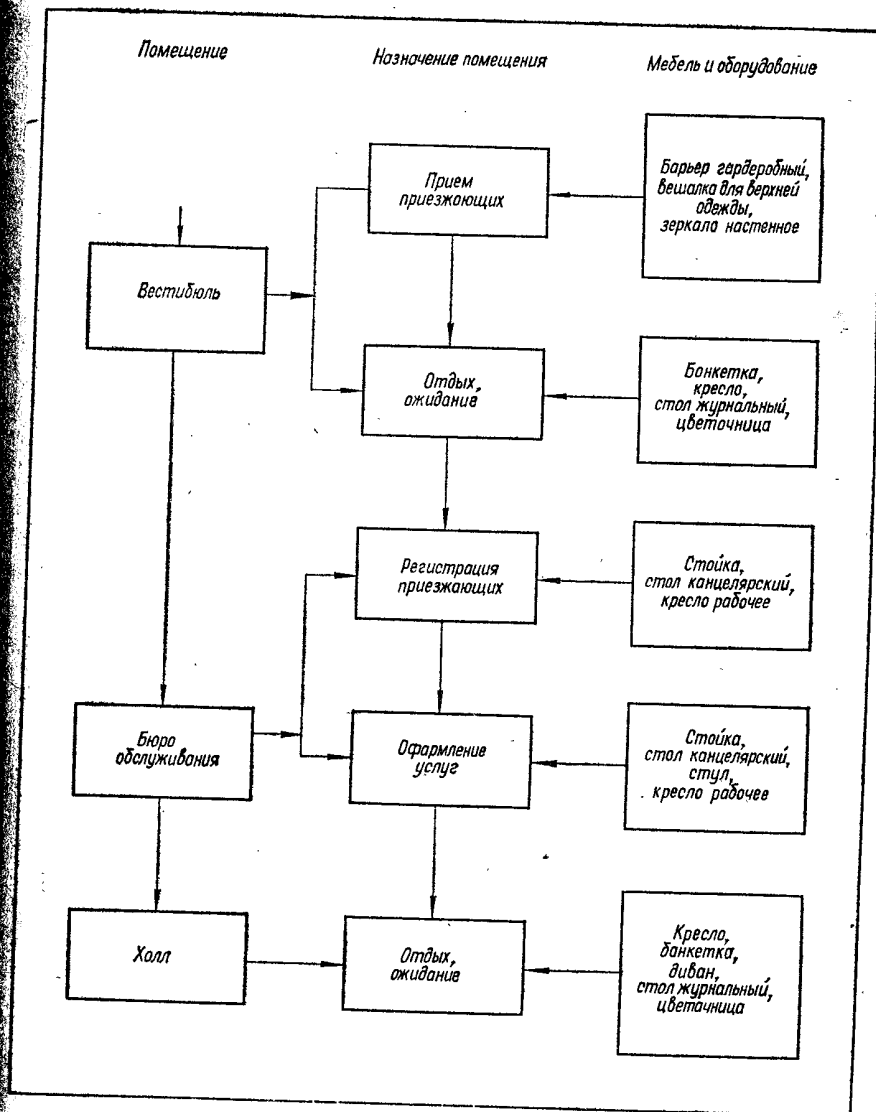 Помещение
Назначение помещения
Мебель и оборудование
Прием
приезжающих
Барьер гардеробный,
вешалка для верхней
одежды,
зеркало настенное
Вестибюль
Отдых,
ожидание
Банкетка,
кресло,
стол журнальный,
цветочница
Регистрация
приезжающих
Стойка,
стол канцелярский,
кресло рабочее
Бюро
обслуживания
Оформление
услуг
Стойка,
стол канцелярский,
стул,
кресло рабочее
Холл
Отдых,
ожидание
Кресло,
банкетка,
диван,
стол журнальный,
цветочница